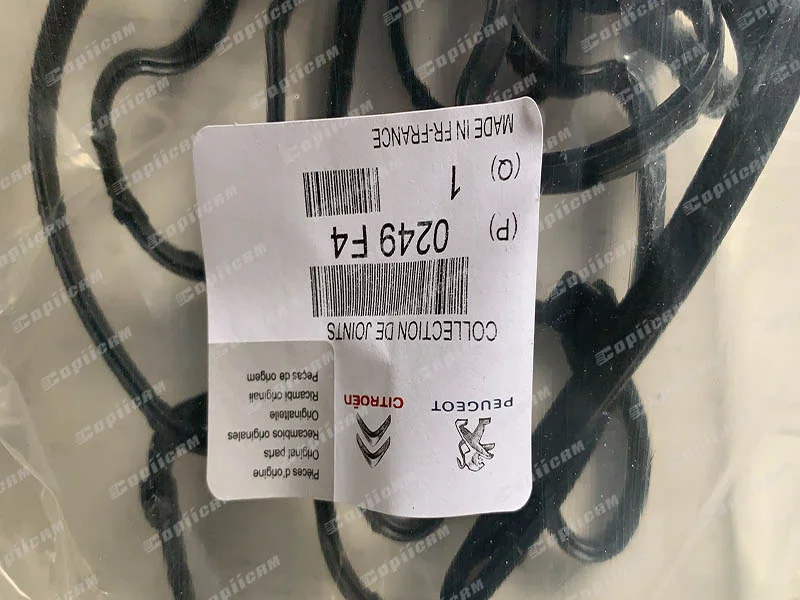 PEUGEOT
CITROËN
Pièces d'origine
Original parts
Recambios originales
Originalteile
Ricambi originali
Peças de origem
COLLECTION DE JOINTS
(P) 0249 F4
(Q) 1
MADE IN FR-FRANCE
CopiiCRM